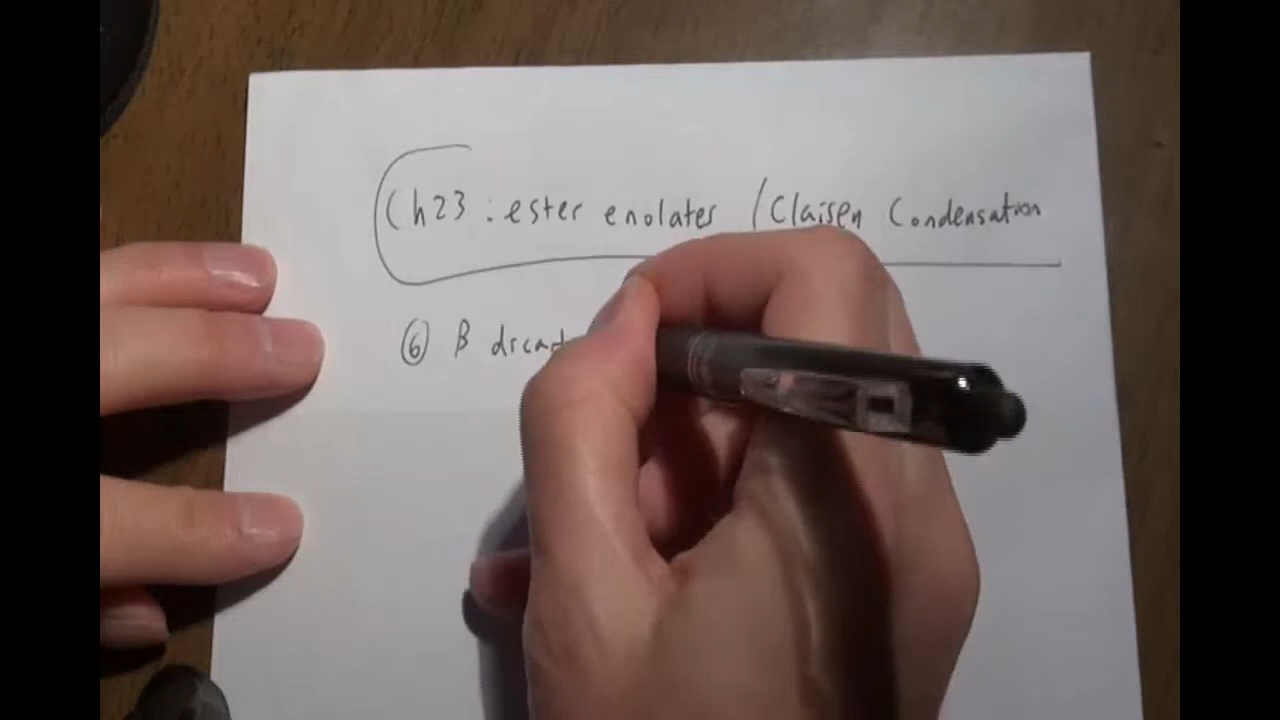 Ch23 : ester enolates / Claisen Condensation
⑥ β